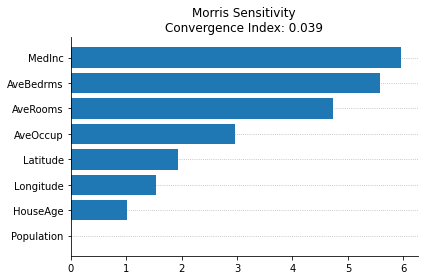 Morris Sensitivity
Convergence Index: 0.039
MedInc
AveBedrms
AveRooms
AveOccup
Latitude
Longitude
HouseAge
Population
0 1 2 3 4 5 6